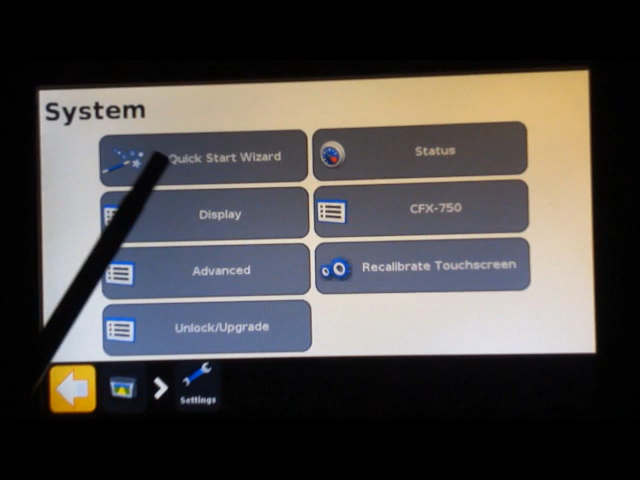 System
Quick Start Wizard
Status
Display
CFX-750
Advanced
Recalibrate Touchscreen
Unlock/Upgrade
Settings